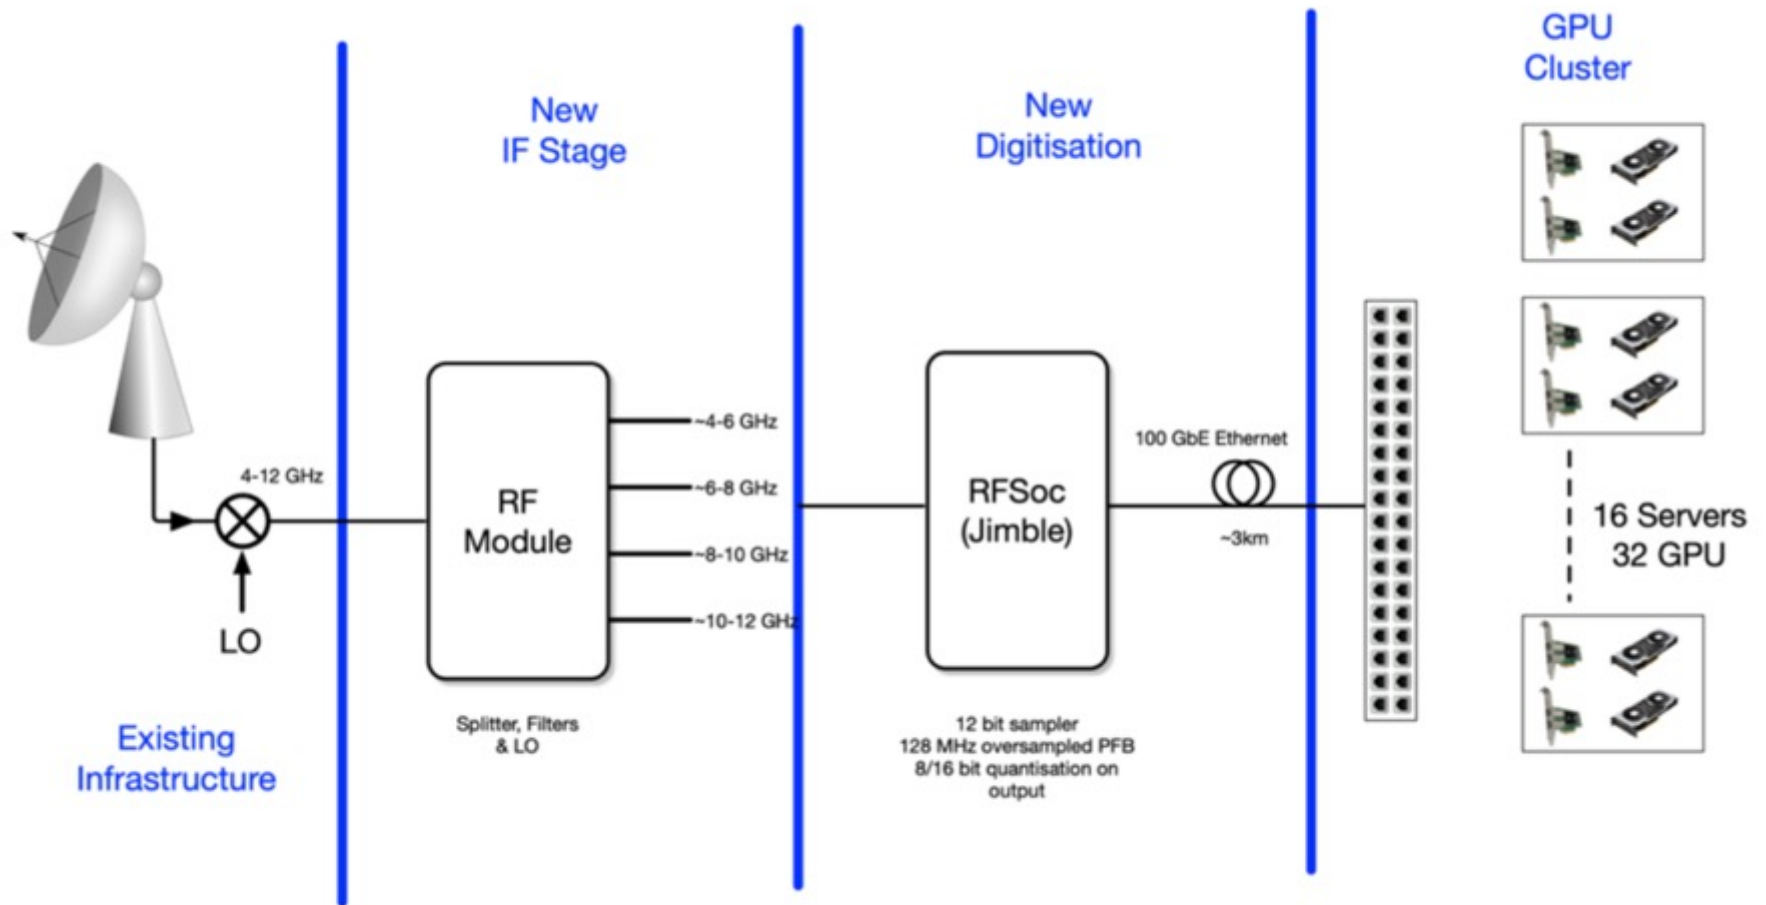 New
IF Stage
New
Digitisation
GPU
Cluster
4-12 GHz
LO
Existing
Infrastructure
RF
Module
~4-6 GHz
~6-8 GHz
~8-10 GHz
~10-12 GHz
Splitter, Filters
& LO
RFSoc
(Jimble)
12 bit sampler
128 MHz oversampled PFB
8/16 bit quantisation on
output
100 GbE Ethernet
~3km
16 Servers
32 GPU